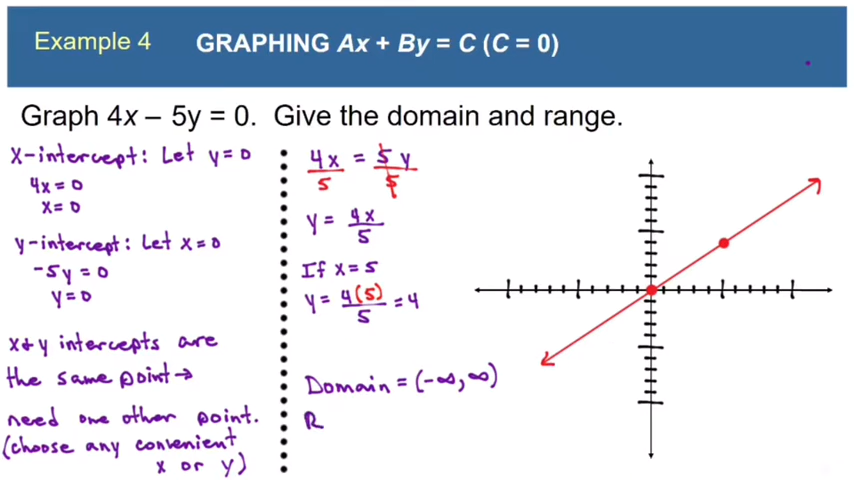 Example 4
GRAPHING Ax + By = C (C = 0)
Graph 4x – 5y = 0. Give the domain and range.
x-intercept: Let y=0
4x=0
x=0
y-intercept: Let x=0
-5y=0
y=0
x+y intercepts are
the same point→
need one other point.
(choose any convenient
x or y)
4x = 5y
5 5
y = 4x
5
If x=5
y = 4(5) = 4
5
Domain = (-∞, ∞)
R